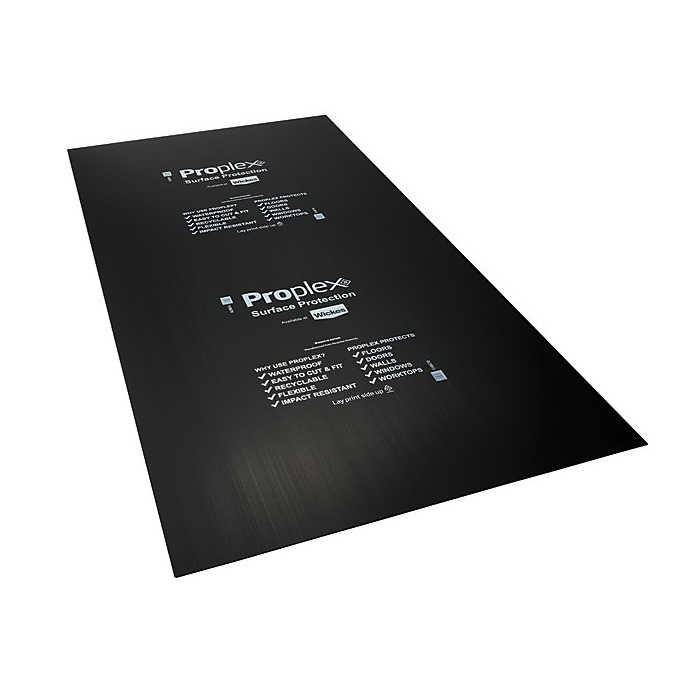 Proplex
Surface Protection
Available at Wickes
WHY USE PROPLEX?
WATERPROOF
EASY TO CUT & FIT
RECYCLABLE
FLEXIBLE
IMPACT RESISTANT
PROPLEX PROTECTS
FLOORS
DOORS
WALLS
WINDOWS
WORKTOPS
Lay print side up
Proplex
Surface Protection
Available at Wickes
WHY USE PROPLEX?
WATERPROOF
EASY TO CUT & FIT
RECYCLABLE
FLEXIBLE
IMPACT RESISTANT
PROPLEX PROTECTS
FLOORS
DOORS
WALLS
WINDOWS
WORKTOPS
Lay print side up